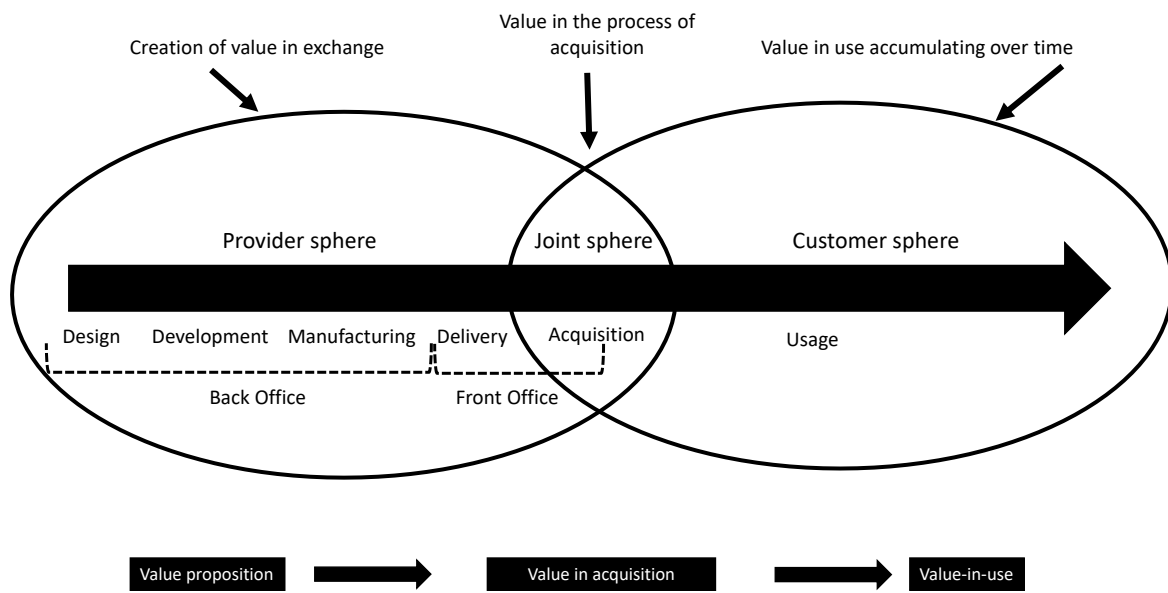 Creation of value in exchange
Value in the process of
acquisition
Value in use accumulating over time
Provider sphere
Joint sphere
Customer sphere
Design
Development
Manufacturing
Delivery
Acquisition
Usage
Back Office
Front Office
Value proposition
Value in acquisition
Value-in-use